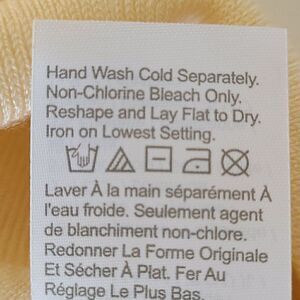 Hand Wash Cold Separately.
Non-Chlorine Bleach Only.
Reshape and Lay Flat to Dry.
Iron on Lowest Setting.
Laver À la main séparément À
l'eau froide. Seulement agent
de blanchiment non-chlore.
Redonner La Forme Originale
Et Sécher À Plat. Fer Au
Réglage Le Plus Bas.